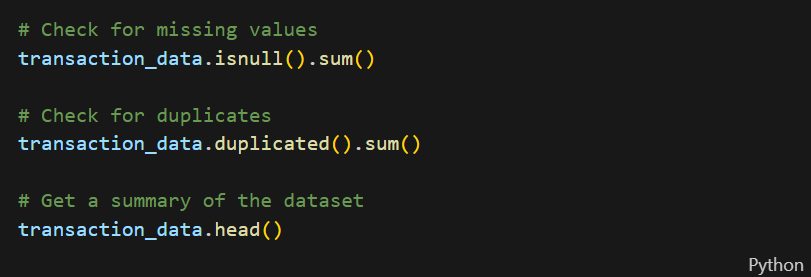 # Check for missing values
transaction_data.isnull().sum()
# Check for duplicates
transaction_data.duplicated().sum()
# Get a summary of the dataset
transaction_data.head()
Python